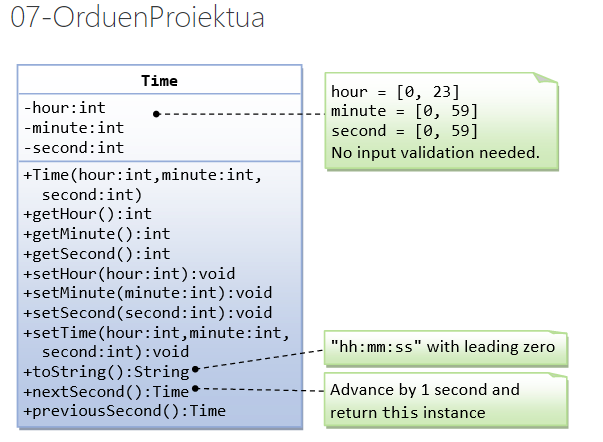 07-OrduenProiektua
Time
-hour:int
-minute:int
-second:int
hour = [0, 23]
minute = [0, 59]
second = [0, 59]
No input validation needed.
+Time(hour:int,minute:int,
second:int)
+getHour():int
+getMinute():int
+getSecond():int
+setHour(hour:int):void
+setMinute(minute:int):void
+setSecond(second:int):void
+setTime(hour:int,minute:int,
second:int):void
+toString():String
+nextSecond():Time
+previousSecond():Time
"hh:mm:ss" with leading zero
Advance by 1 second and
return this instance